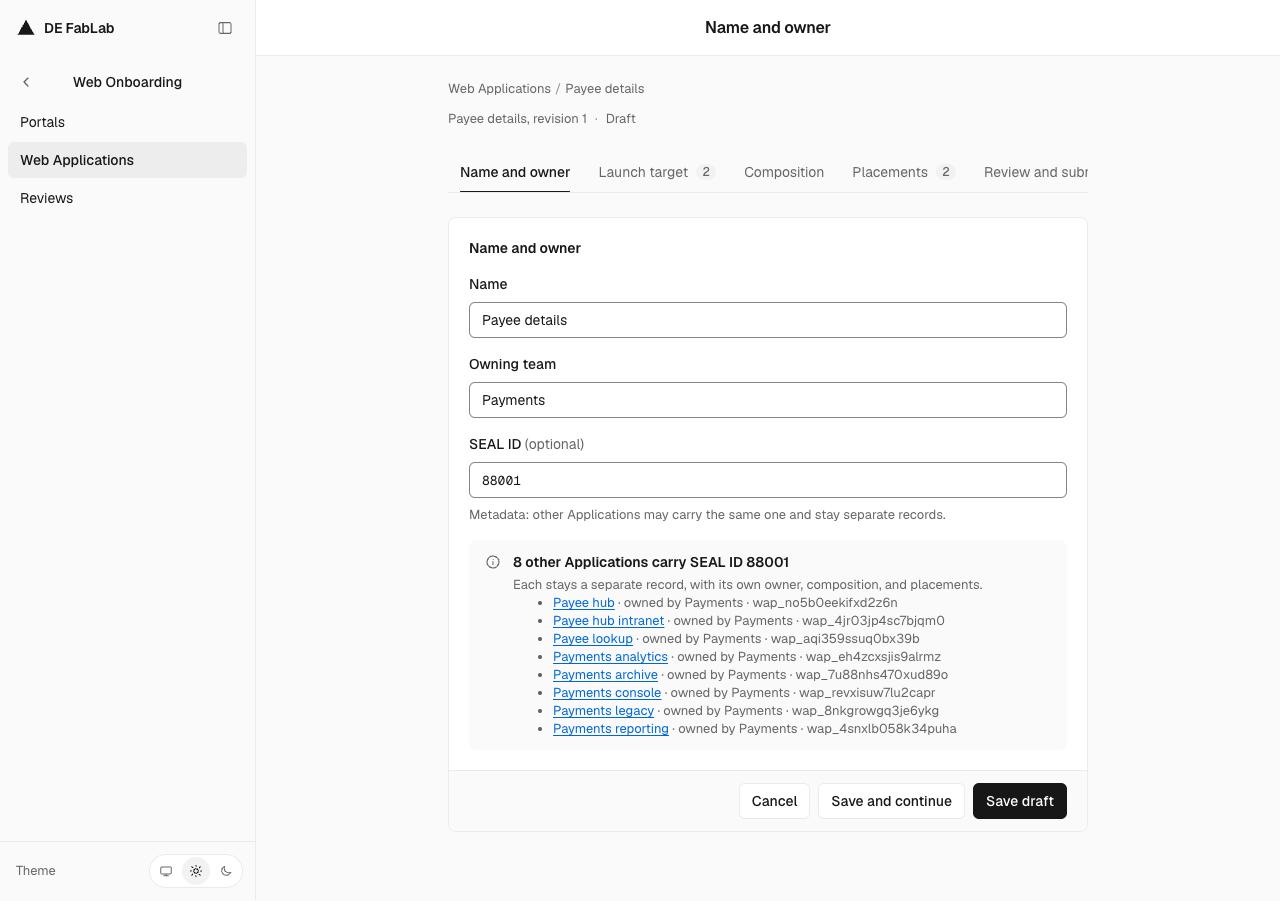 DE FabLab
Name and owner
Web Onboarding
Portals
Web Applications
Reviews
Web Applications / Payee details
Payee details, revision 1 · Draft
Name and owner Launch target 2 Composition Placements 2 Review and subr
Name and owner
Name
Payee details
Owning team
Payments
SEAL ID (optional)
88001
Metadata: other Applications may carry the same one and stay separate records.
8 other Applications carry SEAL ID 88001
Each stays a separate record, with its own owner, composition, and placements.
• Payee hub · owned by Payments · wap_no5b0eekifxd2z6n
• Payee hub intranet · owned by Payments · wap_4jr03jp4sc7bjqm0
• Payee lookup · owned by Payments · wap_aqi359ssuq0bx39b
• Payments analytics · owned by Payments · wap_eh4zcxsjis9alrmz
• Payments archive · owned by Payments · wap_7u88nhs470xud89o
• Payments console · owned by Payments · wap_revxisuw7lu2capr
• Payments legacy · owned by Payments · wap_8nkgrowgq3je6ykg
• Payments reporting · owned by Payments · wap_4snxlb058k34puha
Cancel Save and continue Save draft
Theme